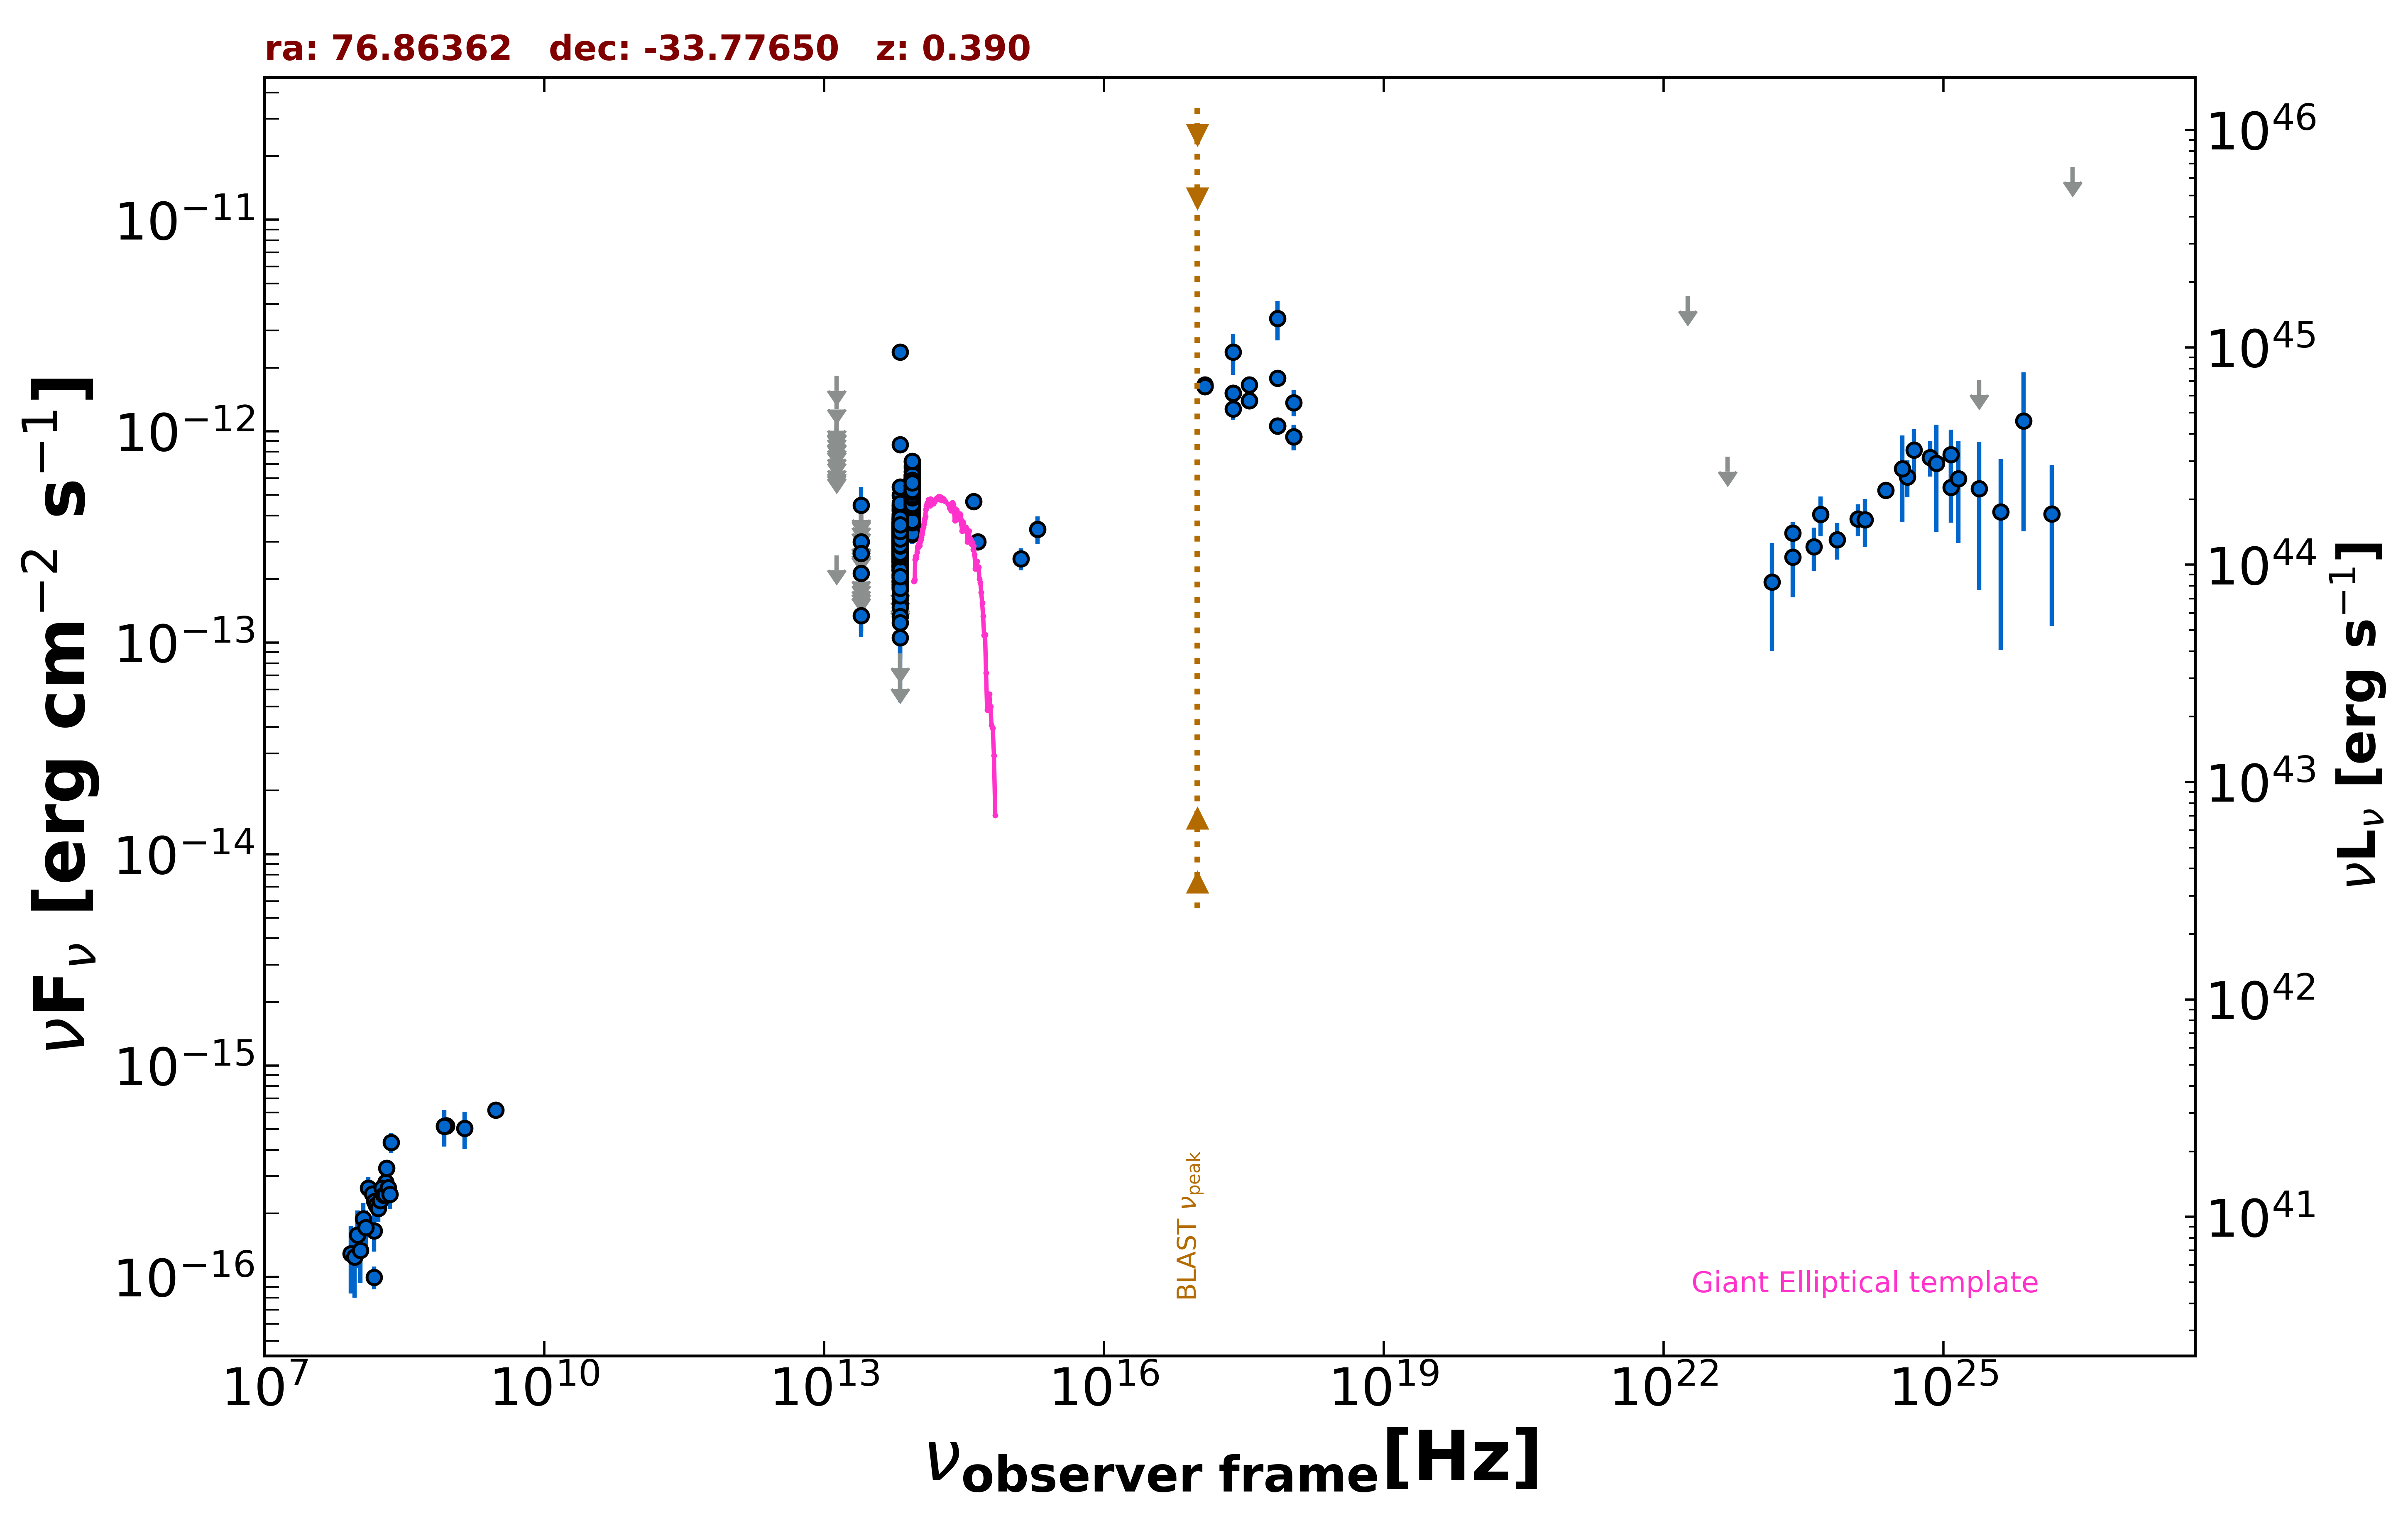 ra: 76.86362 dec: -33.77650 z: 0.390
νFν [erg cm−2 s−1]
10−11
10−12
10−13
10−14
10−15
10−16
10^46
10^45
10^44
10^43
10^42
10^41
νLν [erg s−1]
BLAST νpeak
Giant Elliptical template
10^7 10^10 10^13 10^16 10^19 10^22 10^25
νobserver frame[Hz]